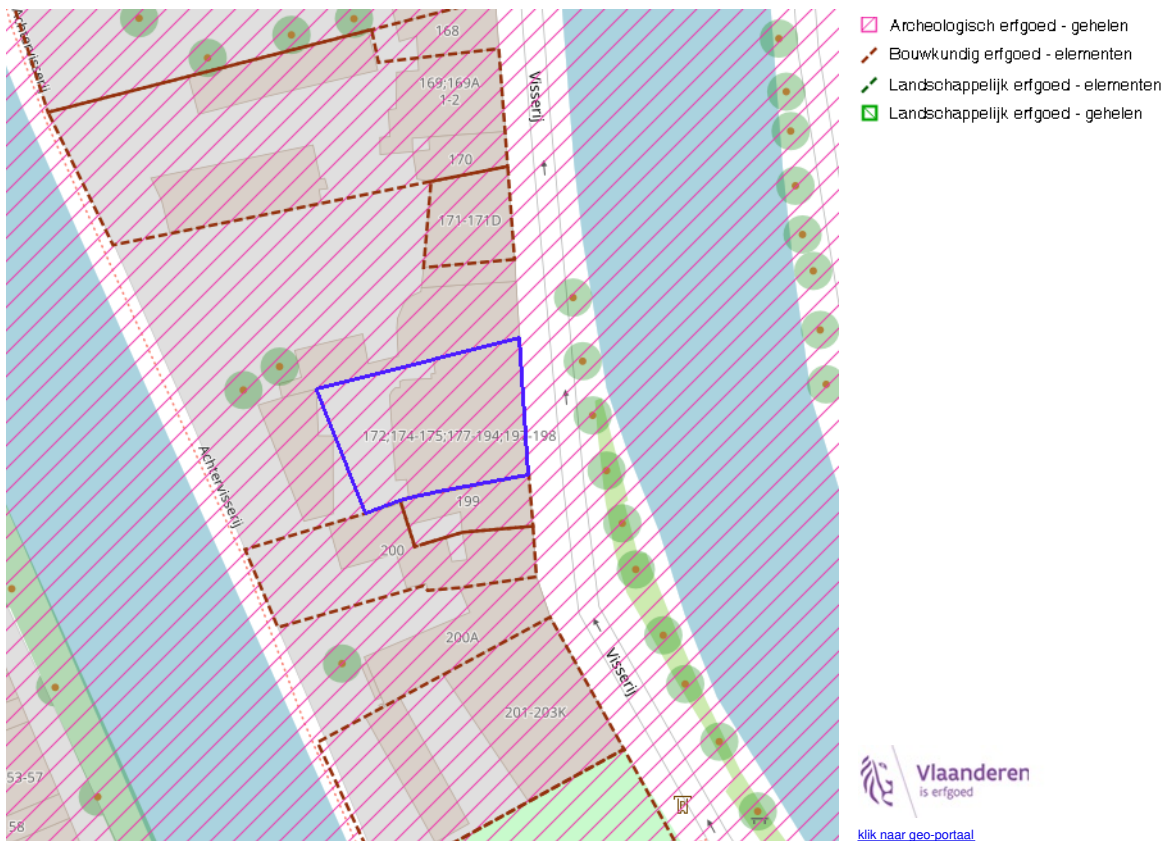 Achtervisserij
168
169;169A
1-2
Visserij
170
171-171D
172;174-175;177-194;197-198
Achtervisserij
199
200
200A
Visserij
201-203K
53-57
58
Archeologisch erfgoed - gehelen
Bouwkundig erfgoed - elementen
Landschappelijk erfgoed - elementen
Landschappelijk erfgoed - gehelen
Vlaanderen
is erfgoed
klik naar geo-portaal